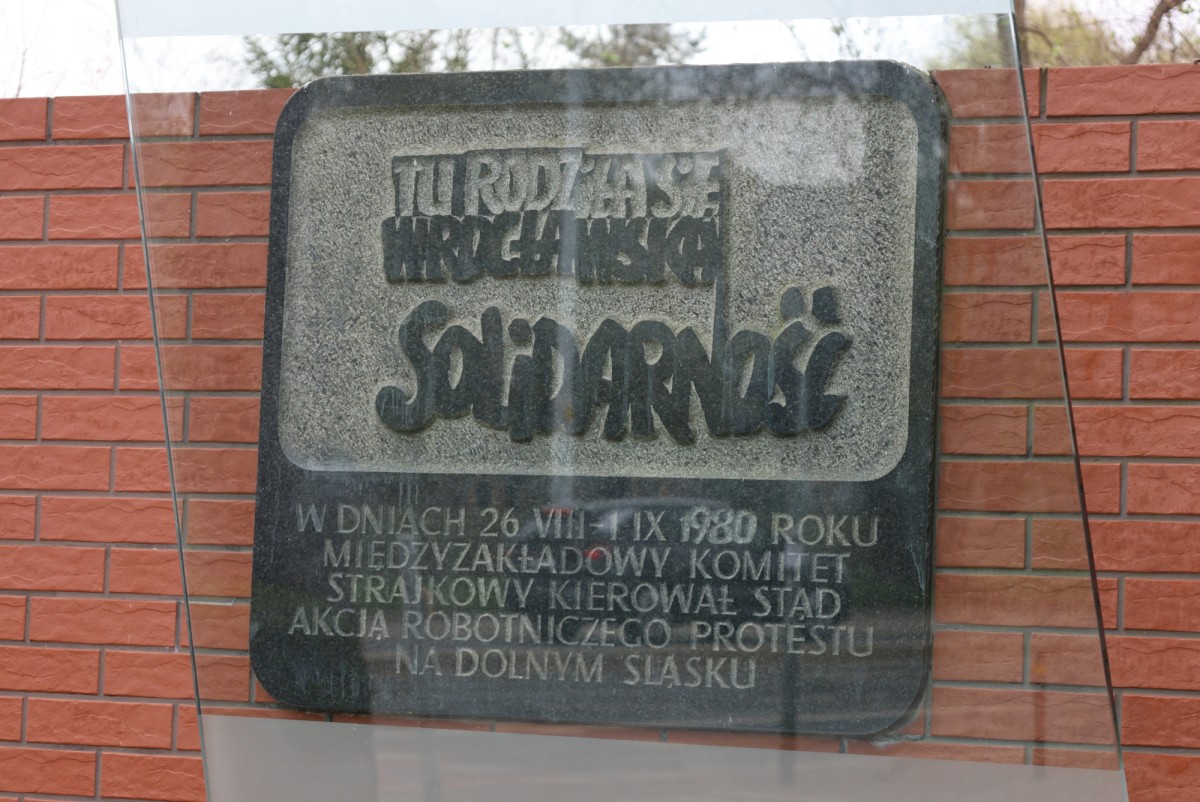 TU RODZIŁA SIĘ
WROCŁAWSKA
SOLIDARNOŚĆ
W DNIACH 26 VIII-I IX 1980 ROKU
MIĘDZYZAKŁADOWY KOMITET
STRAJKOWY KIEROWAŁ STĄD
AKCJĄ ROBOTNICZEGO PROTESTU
NA DOLNYM ŚLĄSKU